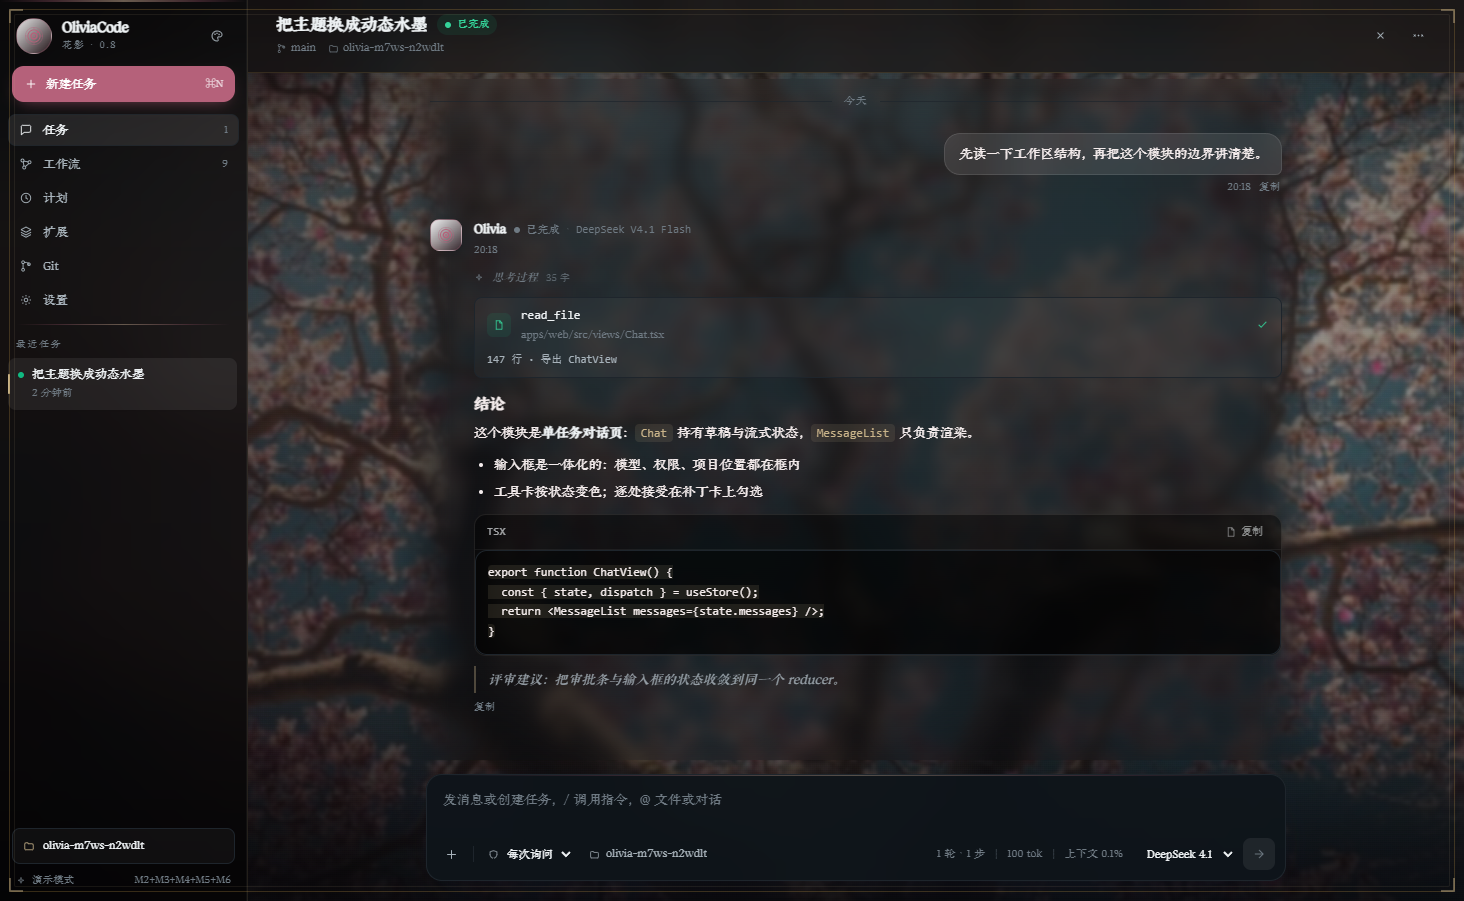 OliviaCode
花影 · 0.8
新建任务 ⌘N
任务 1
工作流 9
计划
扩展
Git
设置
最近任务
把主题换成动态水墨
2 分钟前
olivia-m7ws-n2wdlt
演示模式 M2+M3+M4+M5+M6
把主题换成动态水墨 已完成
main olivia-m7ws-n2wdlt
今天
先读一下工作区结构，再把这个模块的边界讲清楚。
20:18 复制
Olivia 已完成 · DeepSeek V4.1 Flash
20:18
思考过程 35 字
read_file
apps/web/src/views/Chat.tsx
147 行 · 导出 ChatView
结论
这个模块是单任务对话页：Chat 持有草稿与流式状态，MessageList 只负责渲染。
• 输入框是一体化的：模型、权限、项目位置都在框内
• 工具卡按状态变色；逐处接受在补丁卡上勾选
TSX 复制
export function ChatView() {
  const { state, dispatch } = useStore();
  return <MessageList messages={state.messages} />;
}
评审建议：把审批条与输入框的状态收敛到同一个 reducer。
复制
发消息或创建任务，/ 调用指令，@ 文件或对话
每次询问 olivia-m7ws-n2wdlt 1 轮 · 1 步 | 100 tok | 上下文 0.1% DeepSeek 4.1